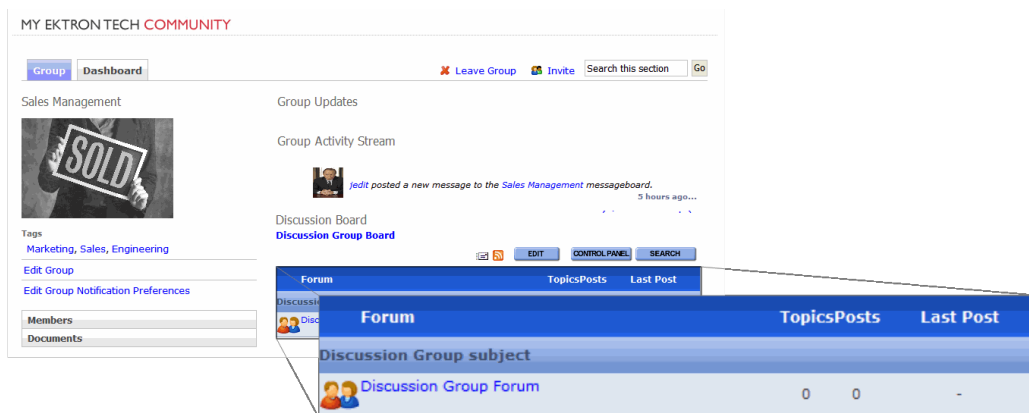 MY EKTRON TECH COMMUNITY
Group Dashboard
Leave Group Invite Search this section Go
Sales Management
SOLD
Tags
Marketing, Sales, Engineering
Edit Group
Edit Group Notification Preferences
Members
Documents
Group Updates
Group Activity Stream
jedit posted a new message to the Sales Management messageboard.
5 hours ago...
Discussion Board
Discussion Group Board
EDIT CONTROL PANEL SEARCH
Forum TopicsPosts Last Post
Discussi
Disc
Forum TopicsPosts Last Post
Discussion Group subject
Discussion Group Forum 0 0 -